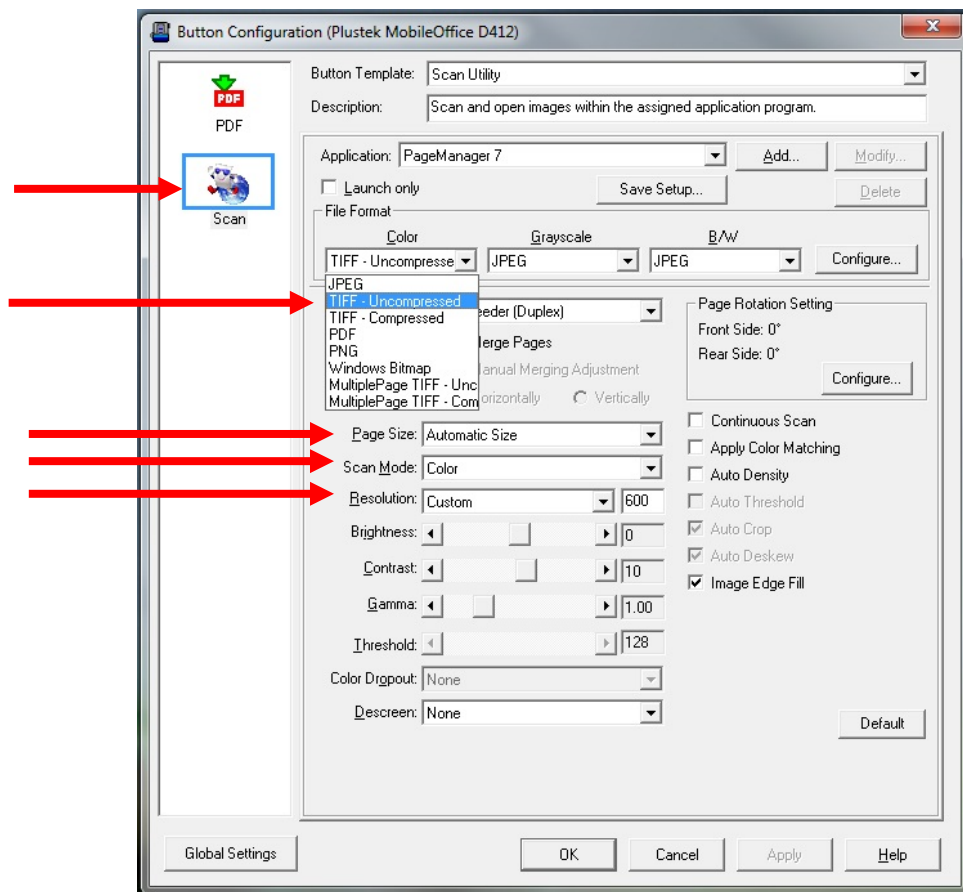 Button Configuration (Plustek MobileOffice D412)
PDF
PDF
Scan
Button Template: Scan Utility
Description: Scan and open images within the assigned application program.
Application: PageManager 7 Add... Modify...
Launch only Save Setup... Delete
File Format
Color Grayscale B/W
TIFF - Uncompresse JPEG JPEG Configure...
JPEG
TIFF - Uncompressed
TIFF - Compressed
PDF
PNG
Windows Bitmap
MultiplePage TIFF - Unc
MultiplePage TIFF - Com
eeder (Duplex)
erge Pages
anual Merging Adjustment
orizontally Vertically
Page Rotation Setting
Front Side: 0°
Rear Side: 0°
Configure...
Page Size: Automatic Size
Scan Mode: Color
Resolution: Custom 600
Brightness: 0
Contrast: 10
Gamma: 1.00
Threshold: 128
Color Dropout: None
Descreen: None
Continuous Scan
Apply Color Matching
Auto Density
Auto Threshold
Auto Crop
Auto Deskew
Image Edge Fill
Default
Global Settings OK Cancel Apply Help